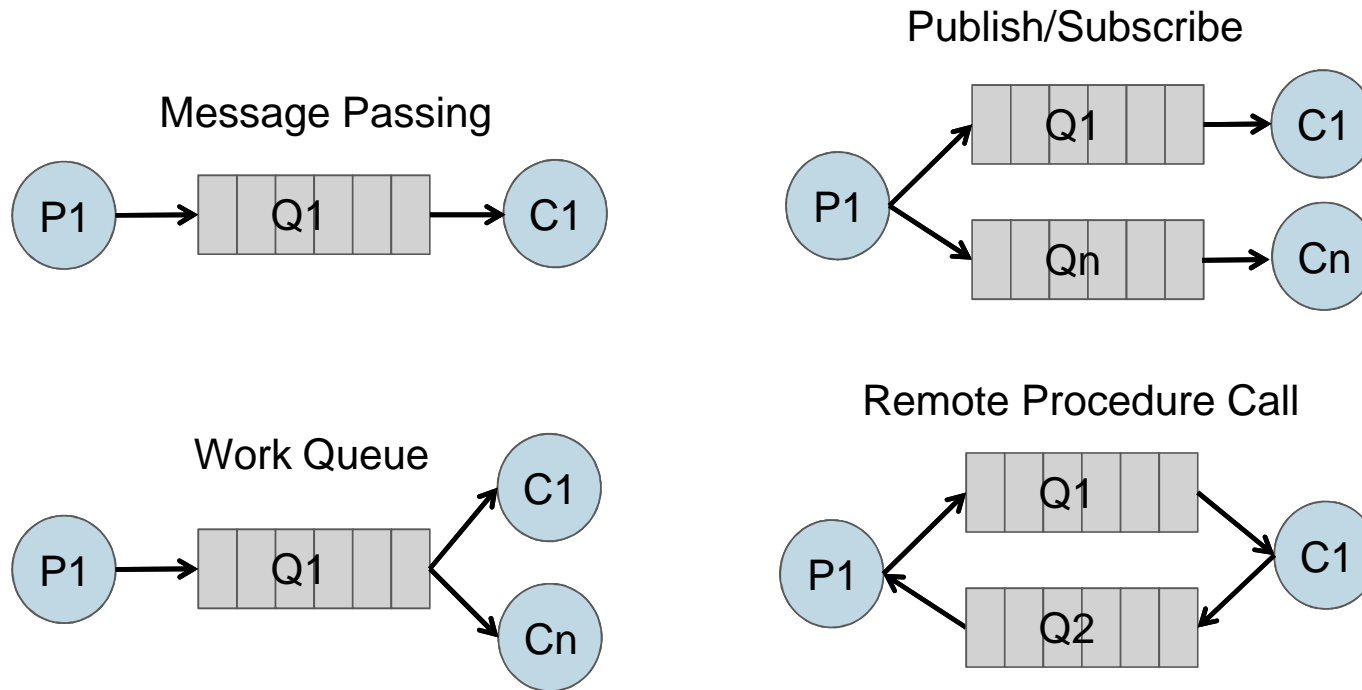 Message Passing
P1
Q1
C1
Publish/Subscribe
P1
Q1
C1
Qn
Cn
Work Queue
P1
Q1
C1
Cn
Remote Procedure Call
P1
Q1
C1
Q2